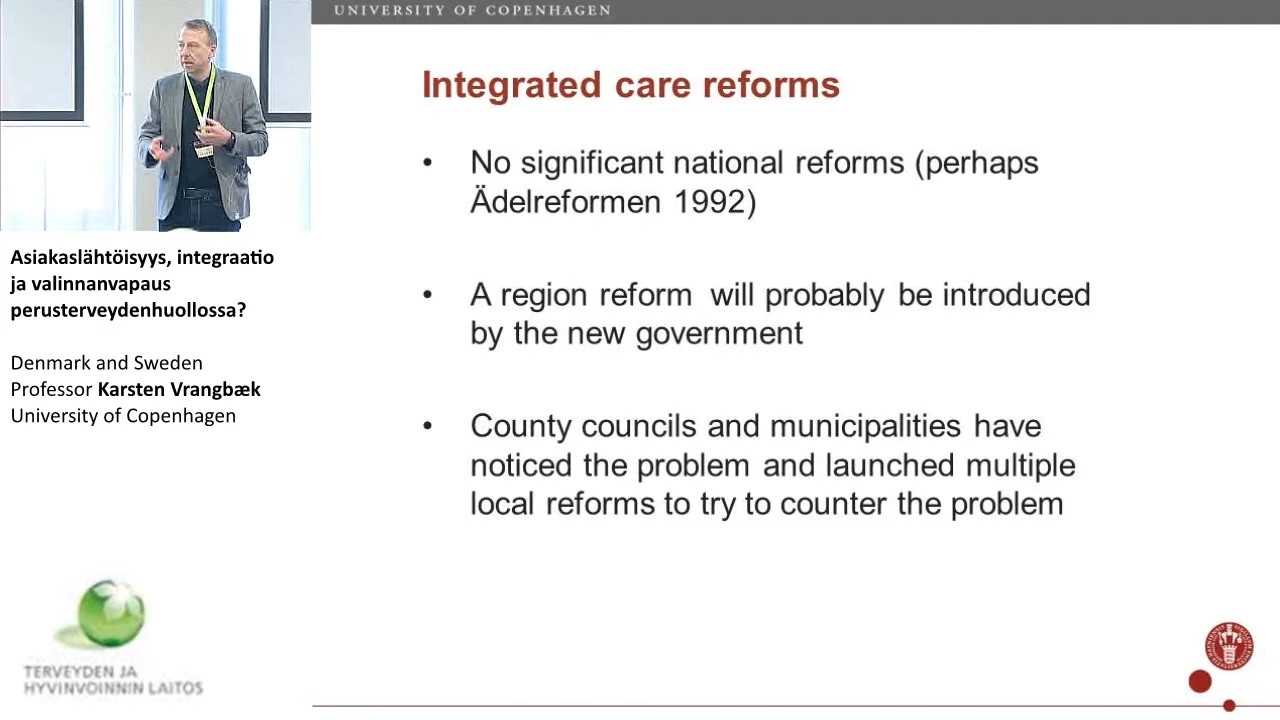 UNIVERSITY OF COPENHAGEN
Integrated care reforms
• No significant national reforms (perhaps
Ädelreformen 1992)
• A region reform will probably be introduced
by the new government
• County councils and municipalities have
noticed the problem and launched multiple
local reforms to try to counter the problem
Asiakaslähtöisyys, integraatio
ja valinnanvapaus
perusterveydenhuollossa?
Denmark and Sweden
Professor Karsten Vrangbæk
University of Copenhagen
TERVEYDEN JA
HYVINVOINNIN LAITOS